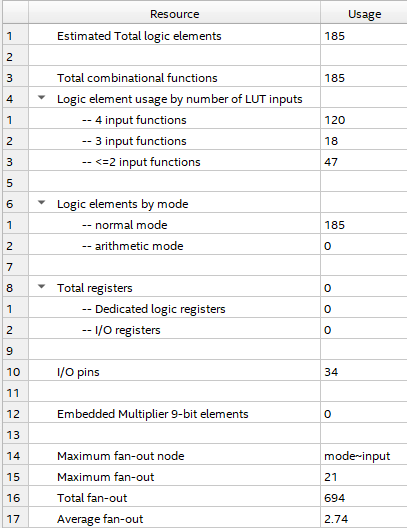 Resource Usage
1 Estimated Total logic elements 185
2
3 Total combinational functions 185
4 Logic element usage by number of LUT inputs
1 -- 4 input functions 120
2 -- 3 input functions 18
3 -- <=2 input functions 47
5
6 Logic elements by mode
1 -- normal mode 185
2 -- arithmetic mode 0
7
8 Total registers 0
1 -- Dedicated logic registers 0
2 -- I/O registers 0
9
10 I/O pins 34
11
12 Embedded Multiplier 9-bit elements 0
13
14 Maximum fan-out node mode~input
15 Maximum fan-out 21
16 Total fan-out 694
17 Average fan-out 2.74